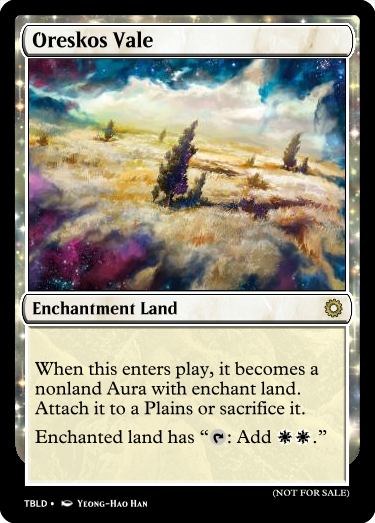 Oreskos Vale
Enchantment Land
When this enters play, it becomes a
nonland Aura with enchant land.
Attach it to a Plains or sacrifice it.
Enchanted land has “: Add .”
(NOT FOR SALE)
TBLD • Yeong-Hao Han